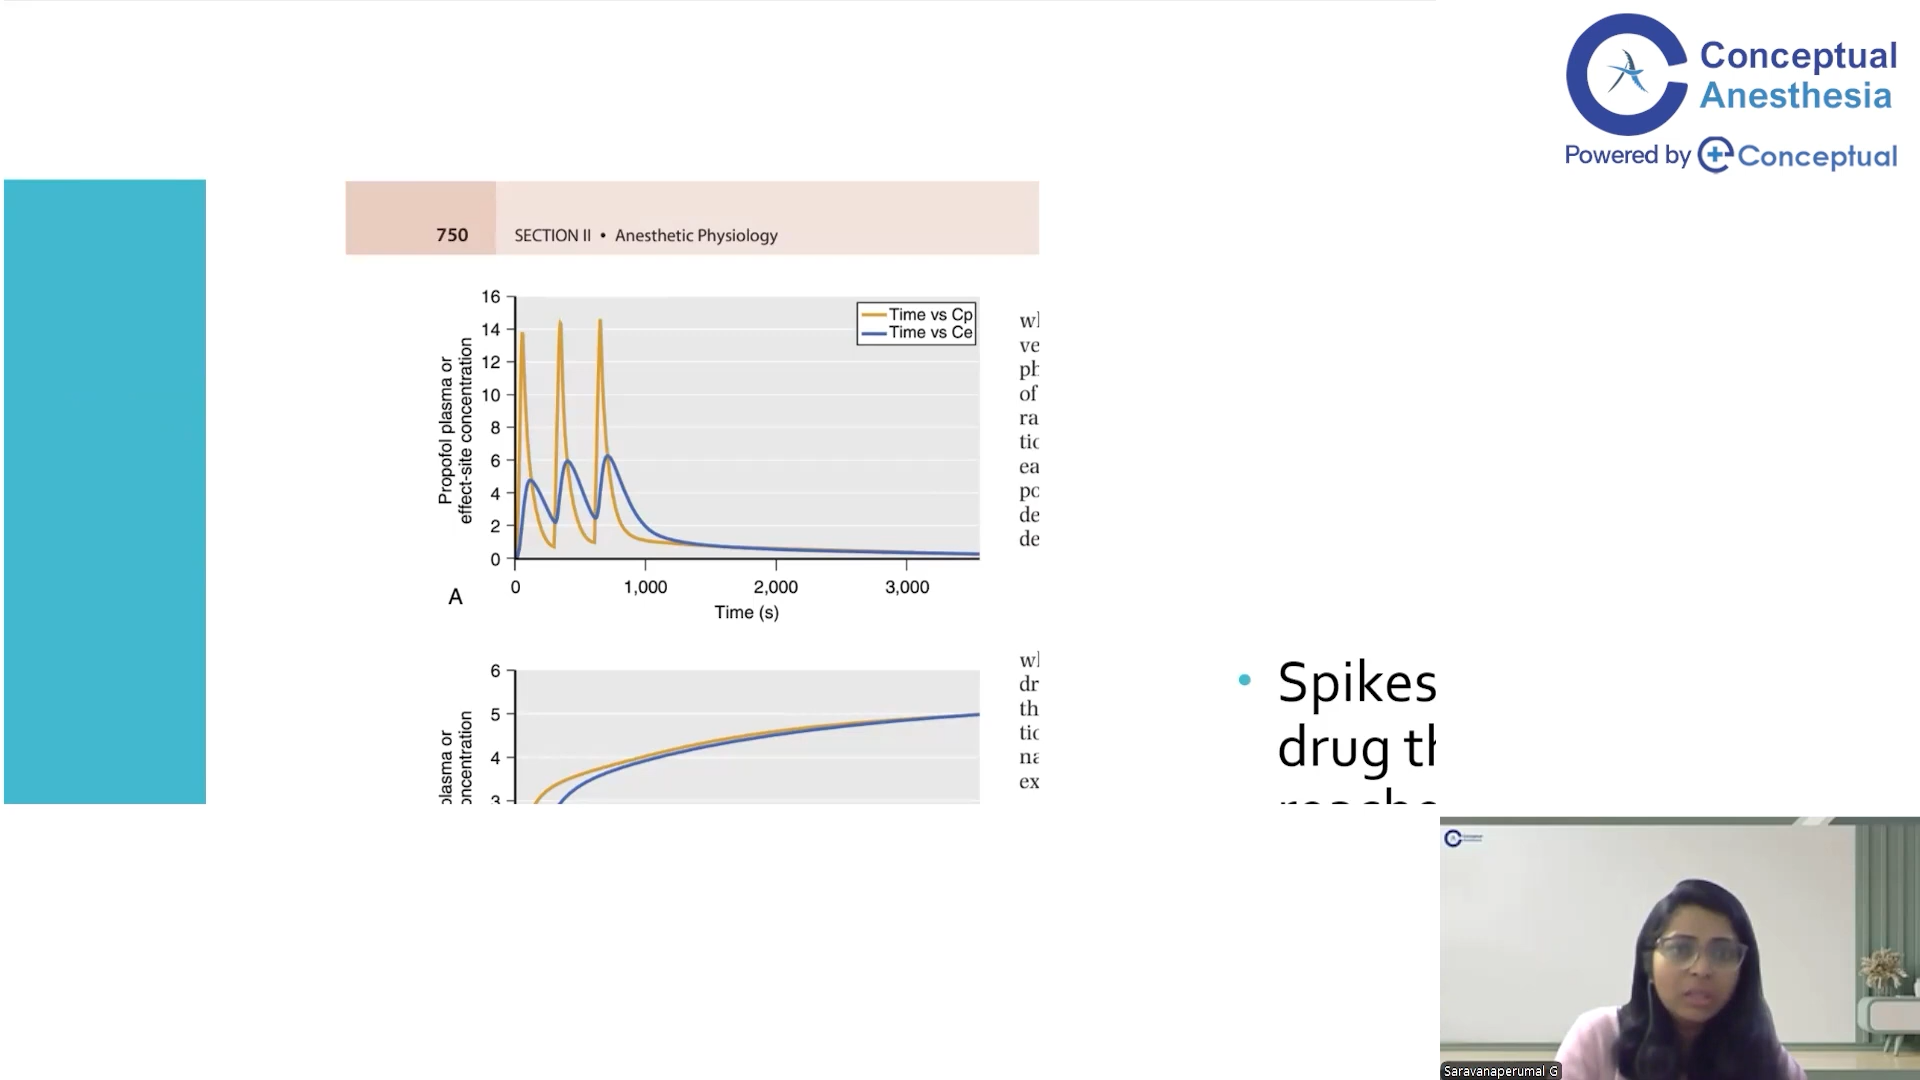 Conceptual
Anesthesia
Powered by Conceptual
750 SECTION II • Anesthetic Physiology
16
14
12
10
8
6
4
2
0
Propofol plasma or
effect-site concentration
Time vs Cp
Time vs Ce
0 1,000 2,000 3,000
Time (s)
A
of
6
5
4
3
• Spikes
drug
Saravanaperumal G